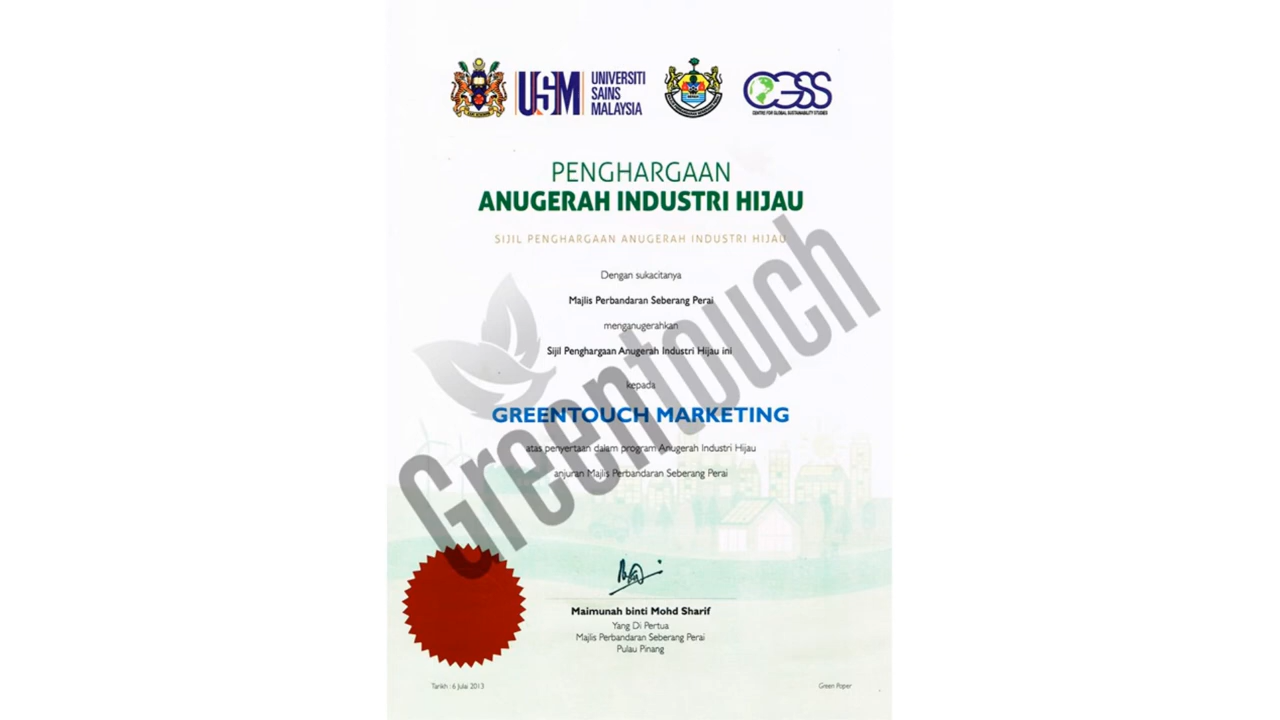 USM UNIVERSITI
SAINS
MALAYSIA
CGSS
CENTRE FOR GLOBAL SUSTAINABILITY STUDIES
PENGHARGAAN
ANUGERAH INDUSTRI HIJAU
SIJIL PENGHARGAAN ANUGERAH INDUSTRI HIJAU
Dengan sukacitanya
Majlis Perbandaran Seberang Perai
menganugerahkan
Sijil Penghargaan Anugerah Industri Hijau ini
kepada
GREENTOUCH MARKETING
atas penyertaan dalam program Anugerah Industri Hijau
anjuran Majlis Perbandaran Seberang Perai
Greentouch
Maimunah binti Mohd Sharif
Yang Di Pertua
Majlis Perbandaran Seberang Perai
Pulau Pinang
Tarikh : 6 Julai 2013
Green Paper